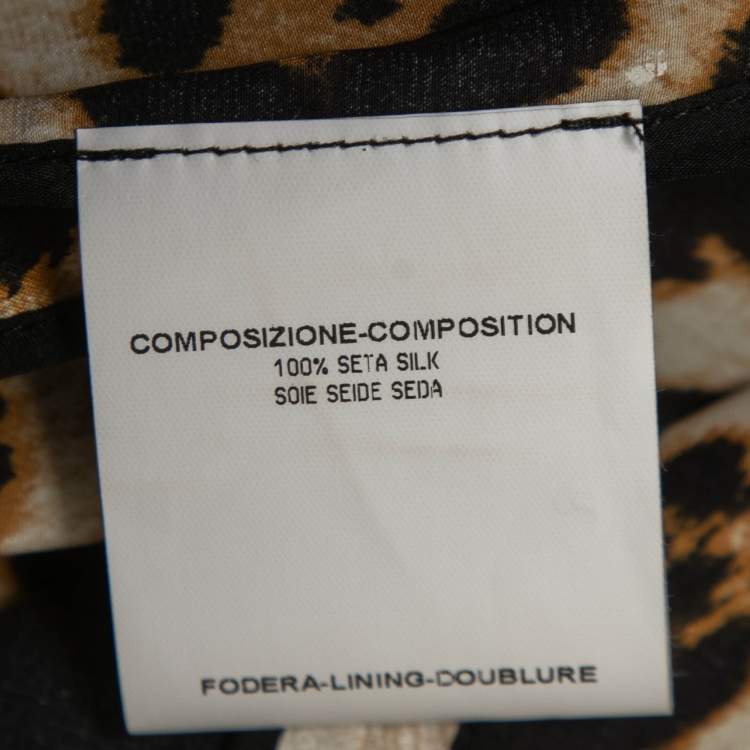 COMPOSIZIONE-COMPOSITION
100% SETA SILK
SOIE SEIDE SEDA
FODERA-LINING-DOUBLURE